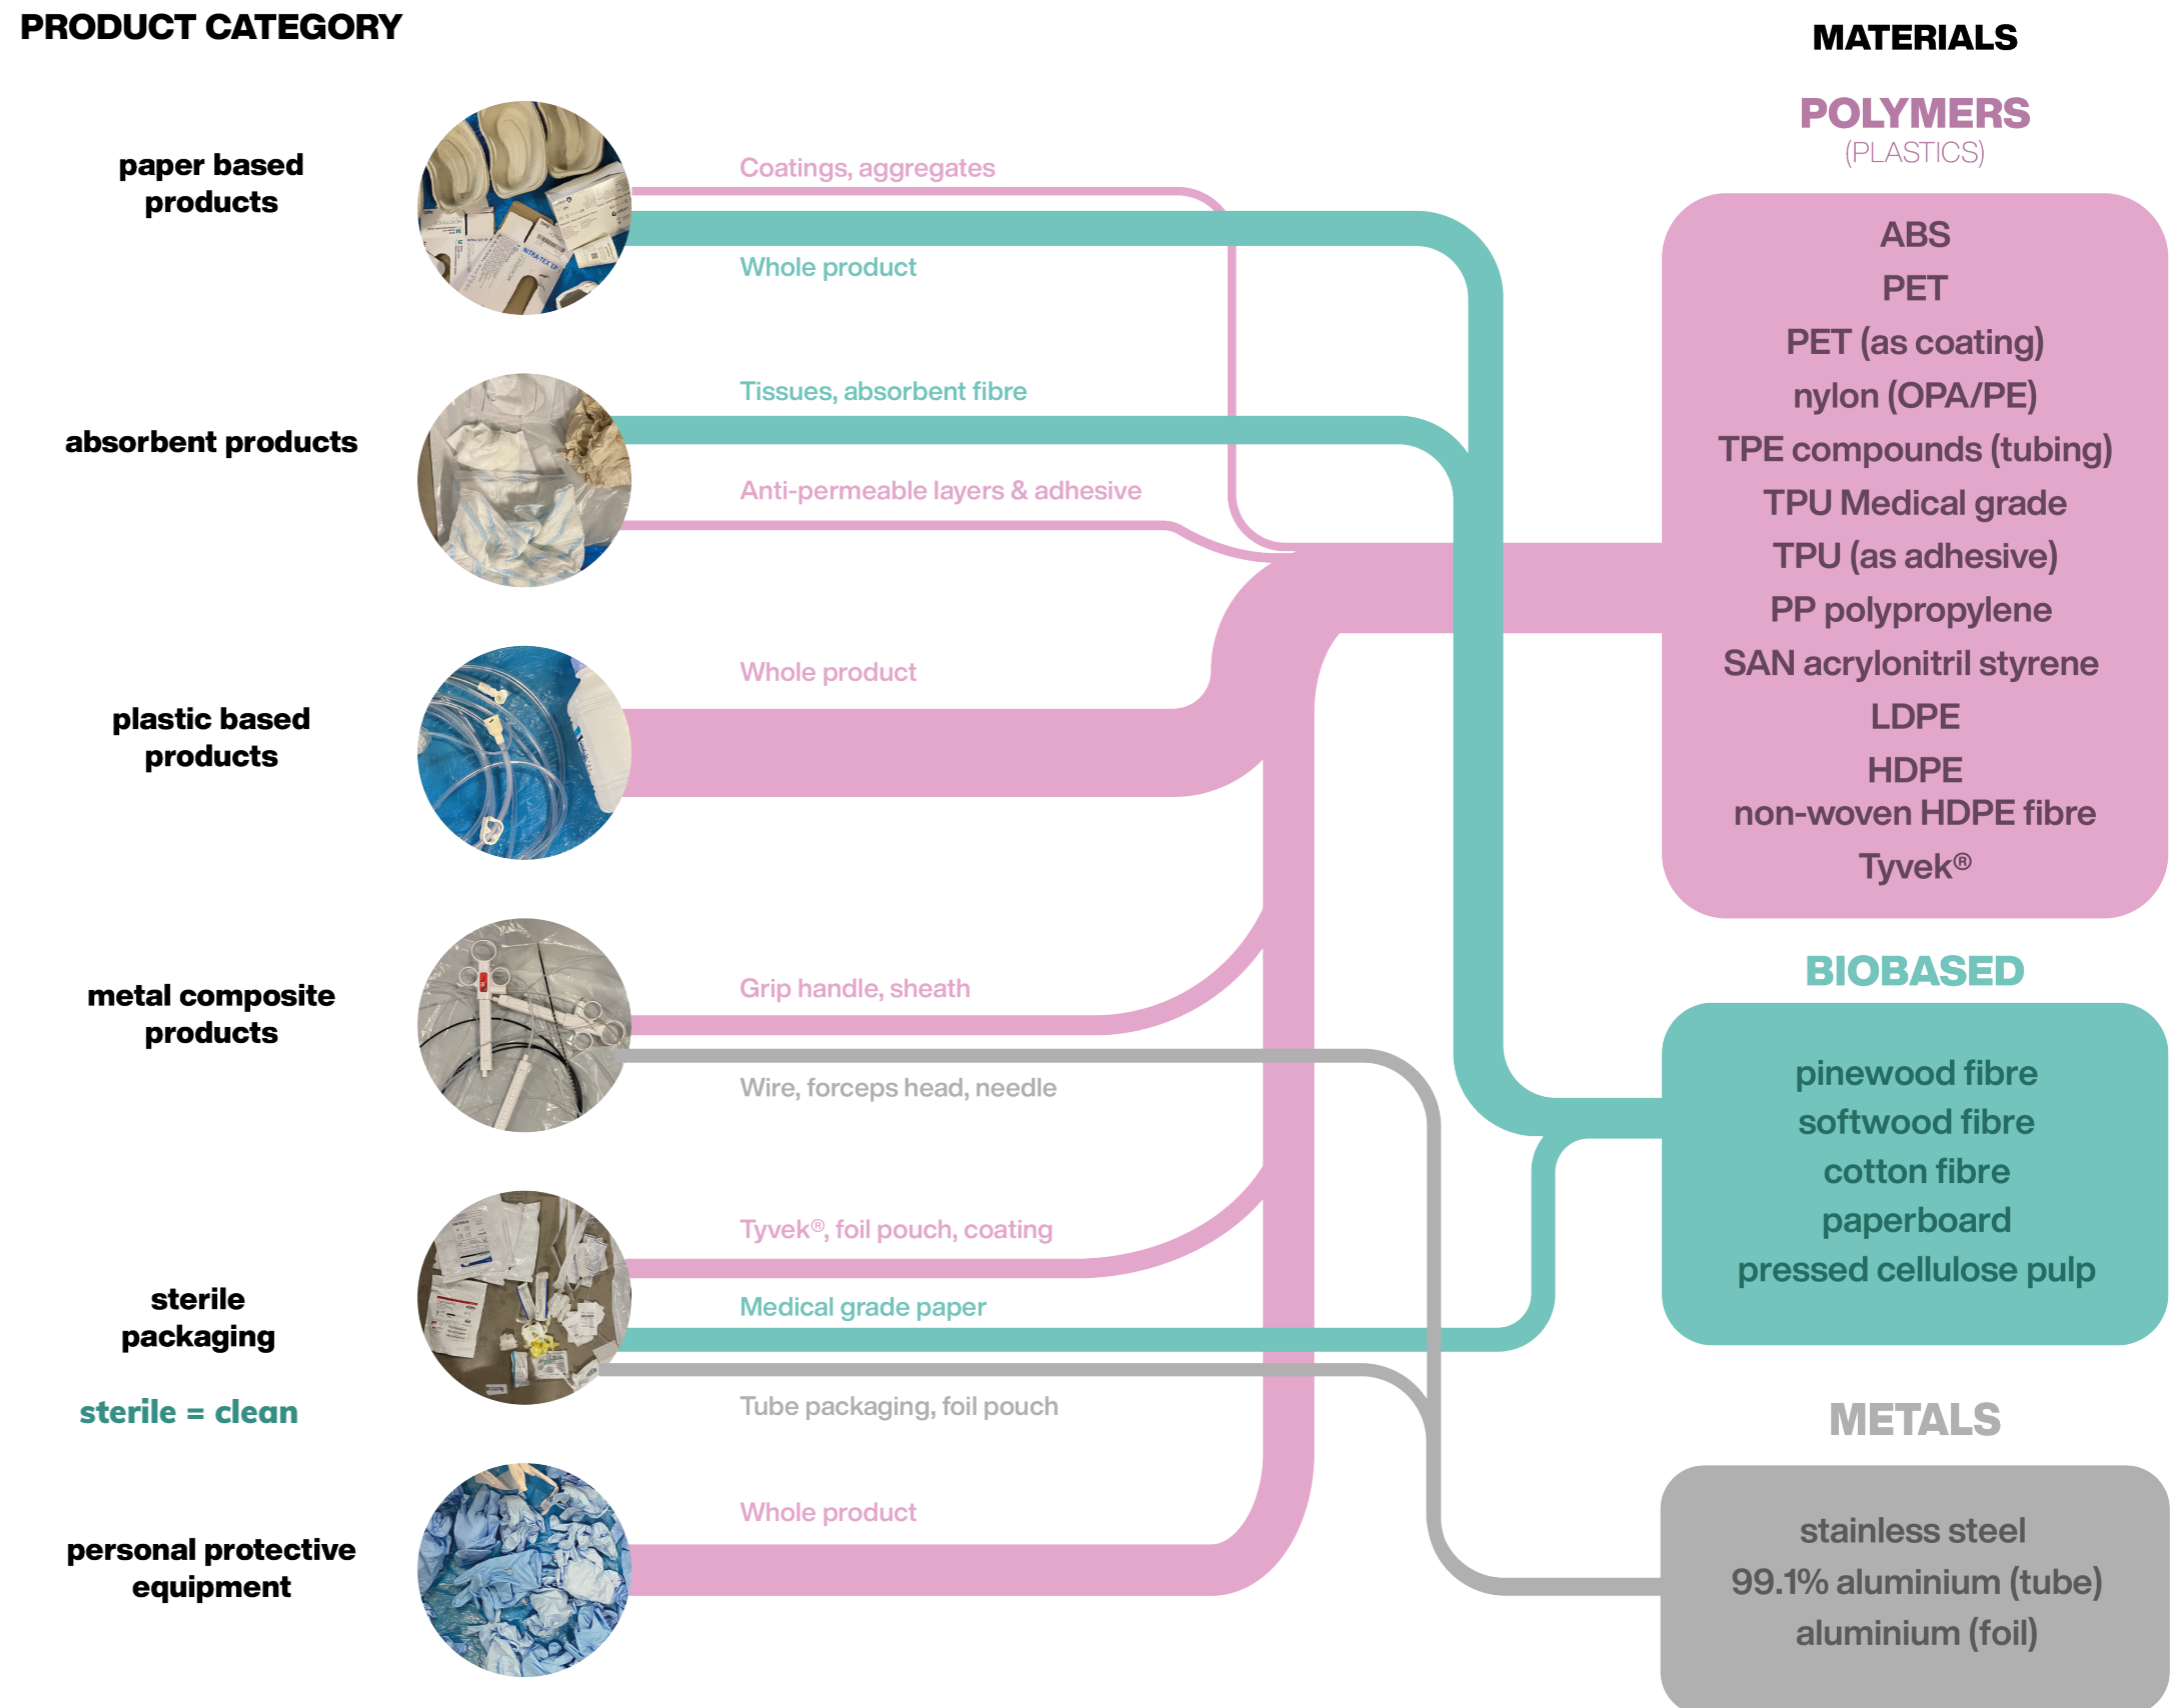 PRODUCT CATEGORY
MATERIALS
POLYMERS
(PLASTICS)
paper based
products
Coatings, aggregates
Whole product
absorbent products
Tissues, absorbent fibre
Anti-permeable layers & adhesive
plastic based
products
Whole product
metal composite
products
Grip handle, sheath
Wire, forceps head, needle
sterile
packaging
sterile = clean
Tyvek®, foil pouch, coating
Medical grade paper
Tube packaging, foil pouch
personal protective
equipment
Whole product
ABS
PET
PET (as coating)
nylon (OPA/PE)
TPE compounds (tubing)
TPU Medical grade
TPU (as adhesive)
PP polypropylene
SAN acrylonitril styrene
LDPE
HDPE
non-woven HDPE fibre
Tyvek®
BIOBASED
pinewood fibre
softwood fibre
cotton fibre
paperboard
pressed cellulose pulp
METALS
stainless steel
99.1% aluminium (tube)
aluminium (foil)